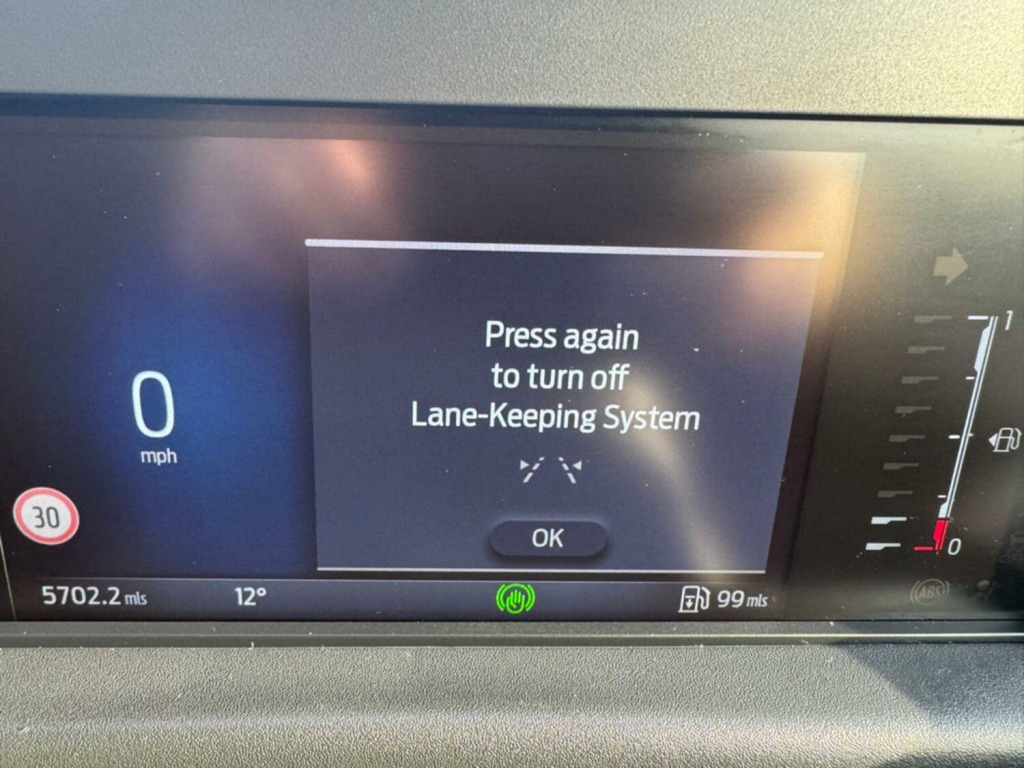 Press again
to turn off
Lane-Keeping System
OK
0
mph
30
5702.2 mls
12°
99 mls
1
0
ABS